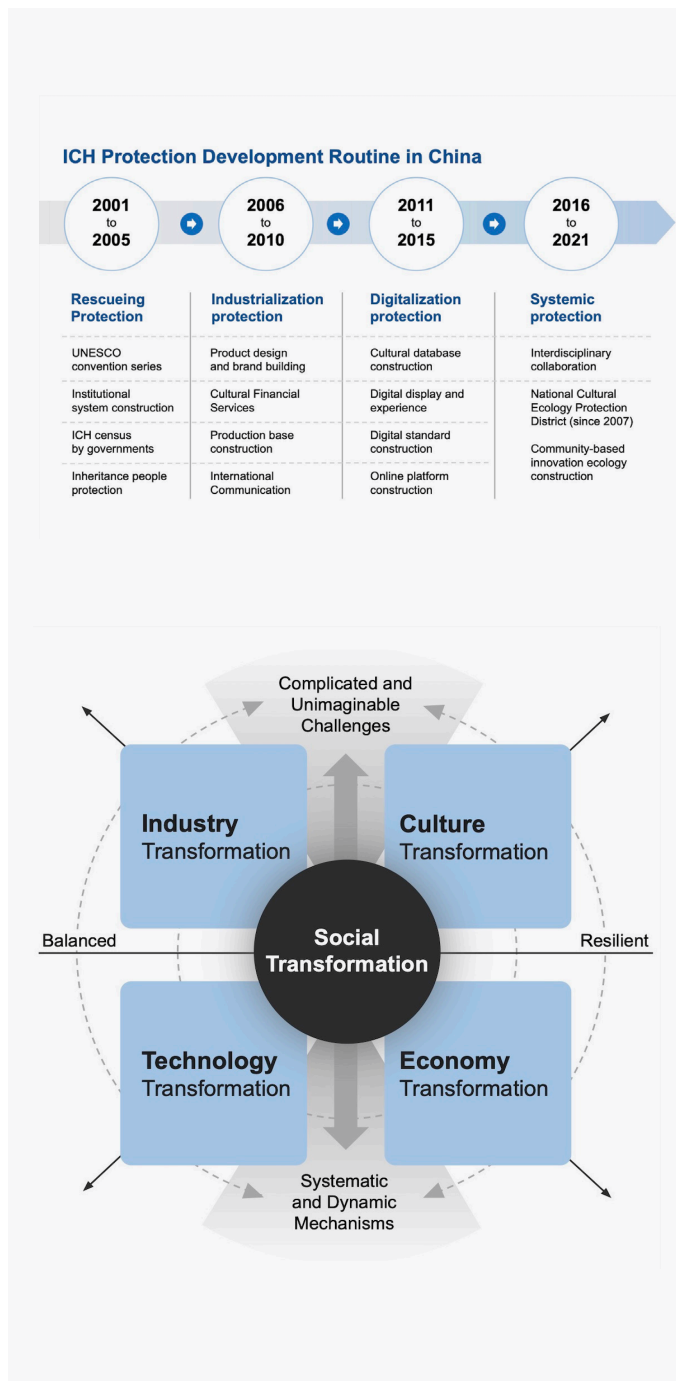 ICH Protection Development Routine in China
2001
to
2005
2006
to
2010
2011
to
2015
2016
to
2021
Rescueing
Protection
UNESCO
convention series
Institutional
system construction
ICH census
by governments
Inheritance people
protection
Industrialization
protection
Product design
and brand building
Cultural Financial
Services
Production base
construction
International
Communication
Digitalization
protection
Cultural database
construction
Digital display and
experience
Digital standard
construction
Online platform
construction
Systemic
protection
Interdisciplinary
collaboration
National Cultural
Ecology Protection
District (since 2007)
Community-based
innovation ecology
construction
Complicated and
Unimaginable
Challenges
Industry
Transformation
Culture
Transformation
Balanced
Social
Transformation
Resilient
Technology
Transformation
Economy
Transformation
Systematic
and Dynamic
Mechanisms